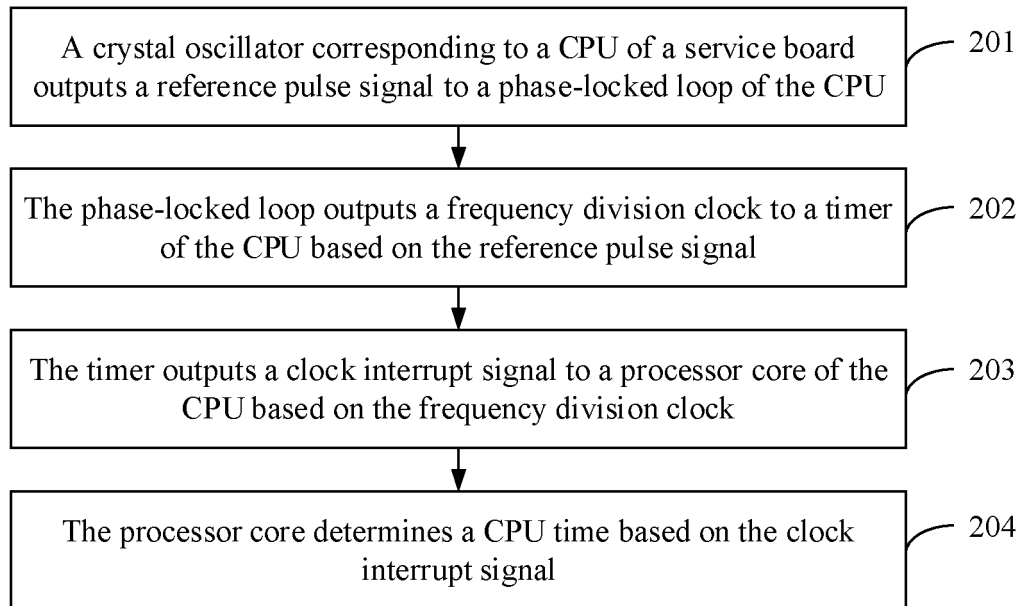 A crystal oscillator corresponding to a CPU of a service board
outputs a reference pulse signal to a phase-locked loop of the CPU
201
The phase-locked loop outputs a frequency division clock to a timer
of the CPU based on the reference pulse signal
202
The timer outputs a clock interrupt signal to a processor core of the
CPU based on the frequency division clock
203
The processor core determines a CPU time based on the clock
interrupt signal
204